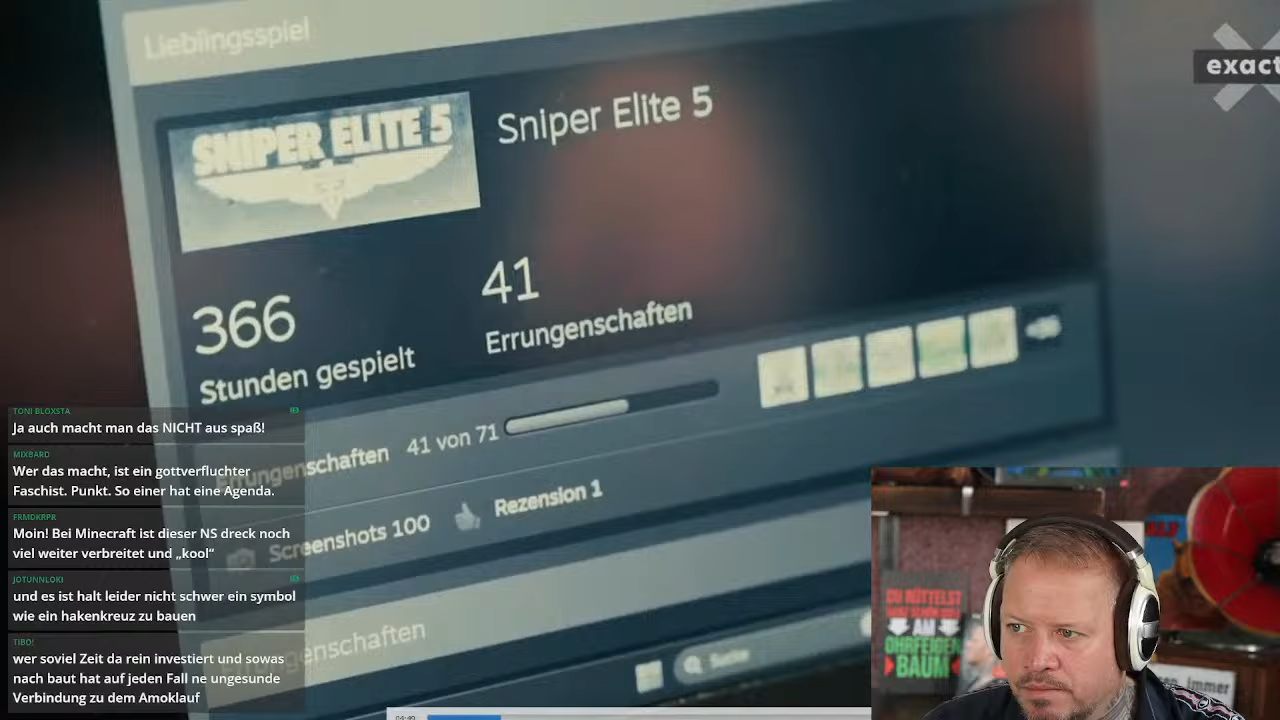 Lieblingsspiel
exact
SNIPER ELITE 5
Sniper Elite 5
366
Stunden gespielt
41
Errungenschaften
Errungenschaften 41 von 71
Screenshots 100
Rezension 1
Suche
TONI BLOXSTA
Ja auch macht man das NICHT aus spaß!
MIXBARD
Wer das macht, ist ein gottverfluchter
Faschist. Punkt. So einer hat eine Agenda.
FRMDKRPR
Moin! Bei Minecraft ist dieser NS dreck noch
viel weiter verbreitet und „kool“
JOTUNNLOKI
und es ist halt leider nicht schwer ein symbol
wie ein hakenkreuz zu bauen
TIBO!
wer soviel Zeit da rein investiert und sowas
nach baut hat auf jeden Fall ne ungesunde
Verbindung zu dem Amoklauf
04:49
DU RÜTTELST
AM
OHRFEIGEN
BAUM